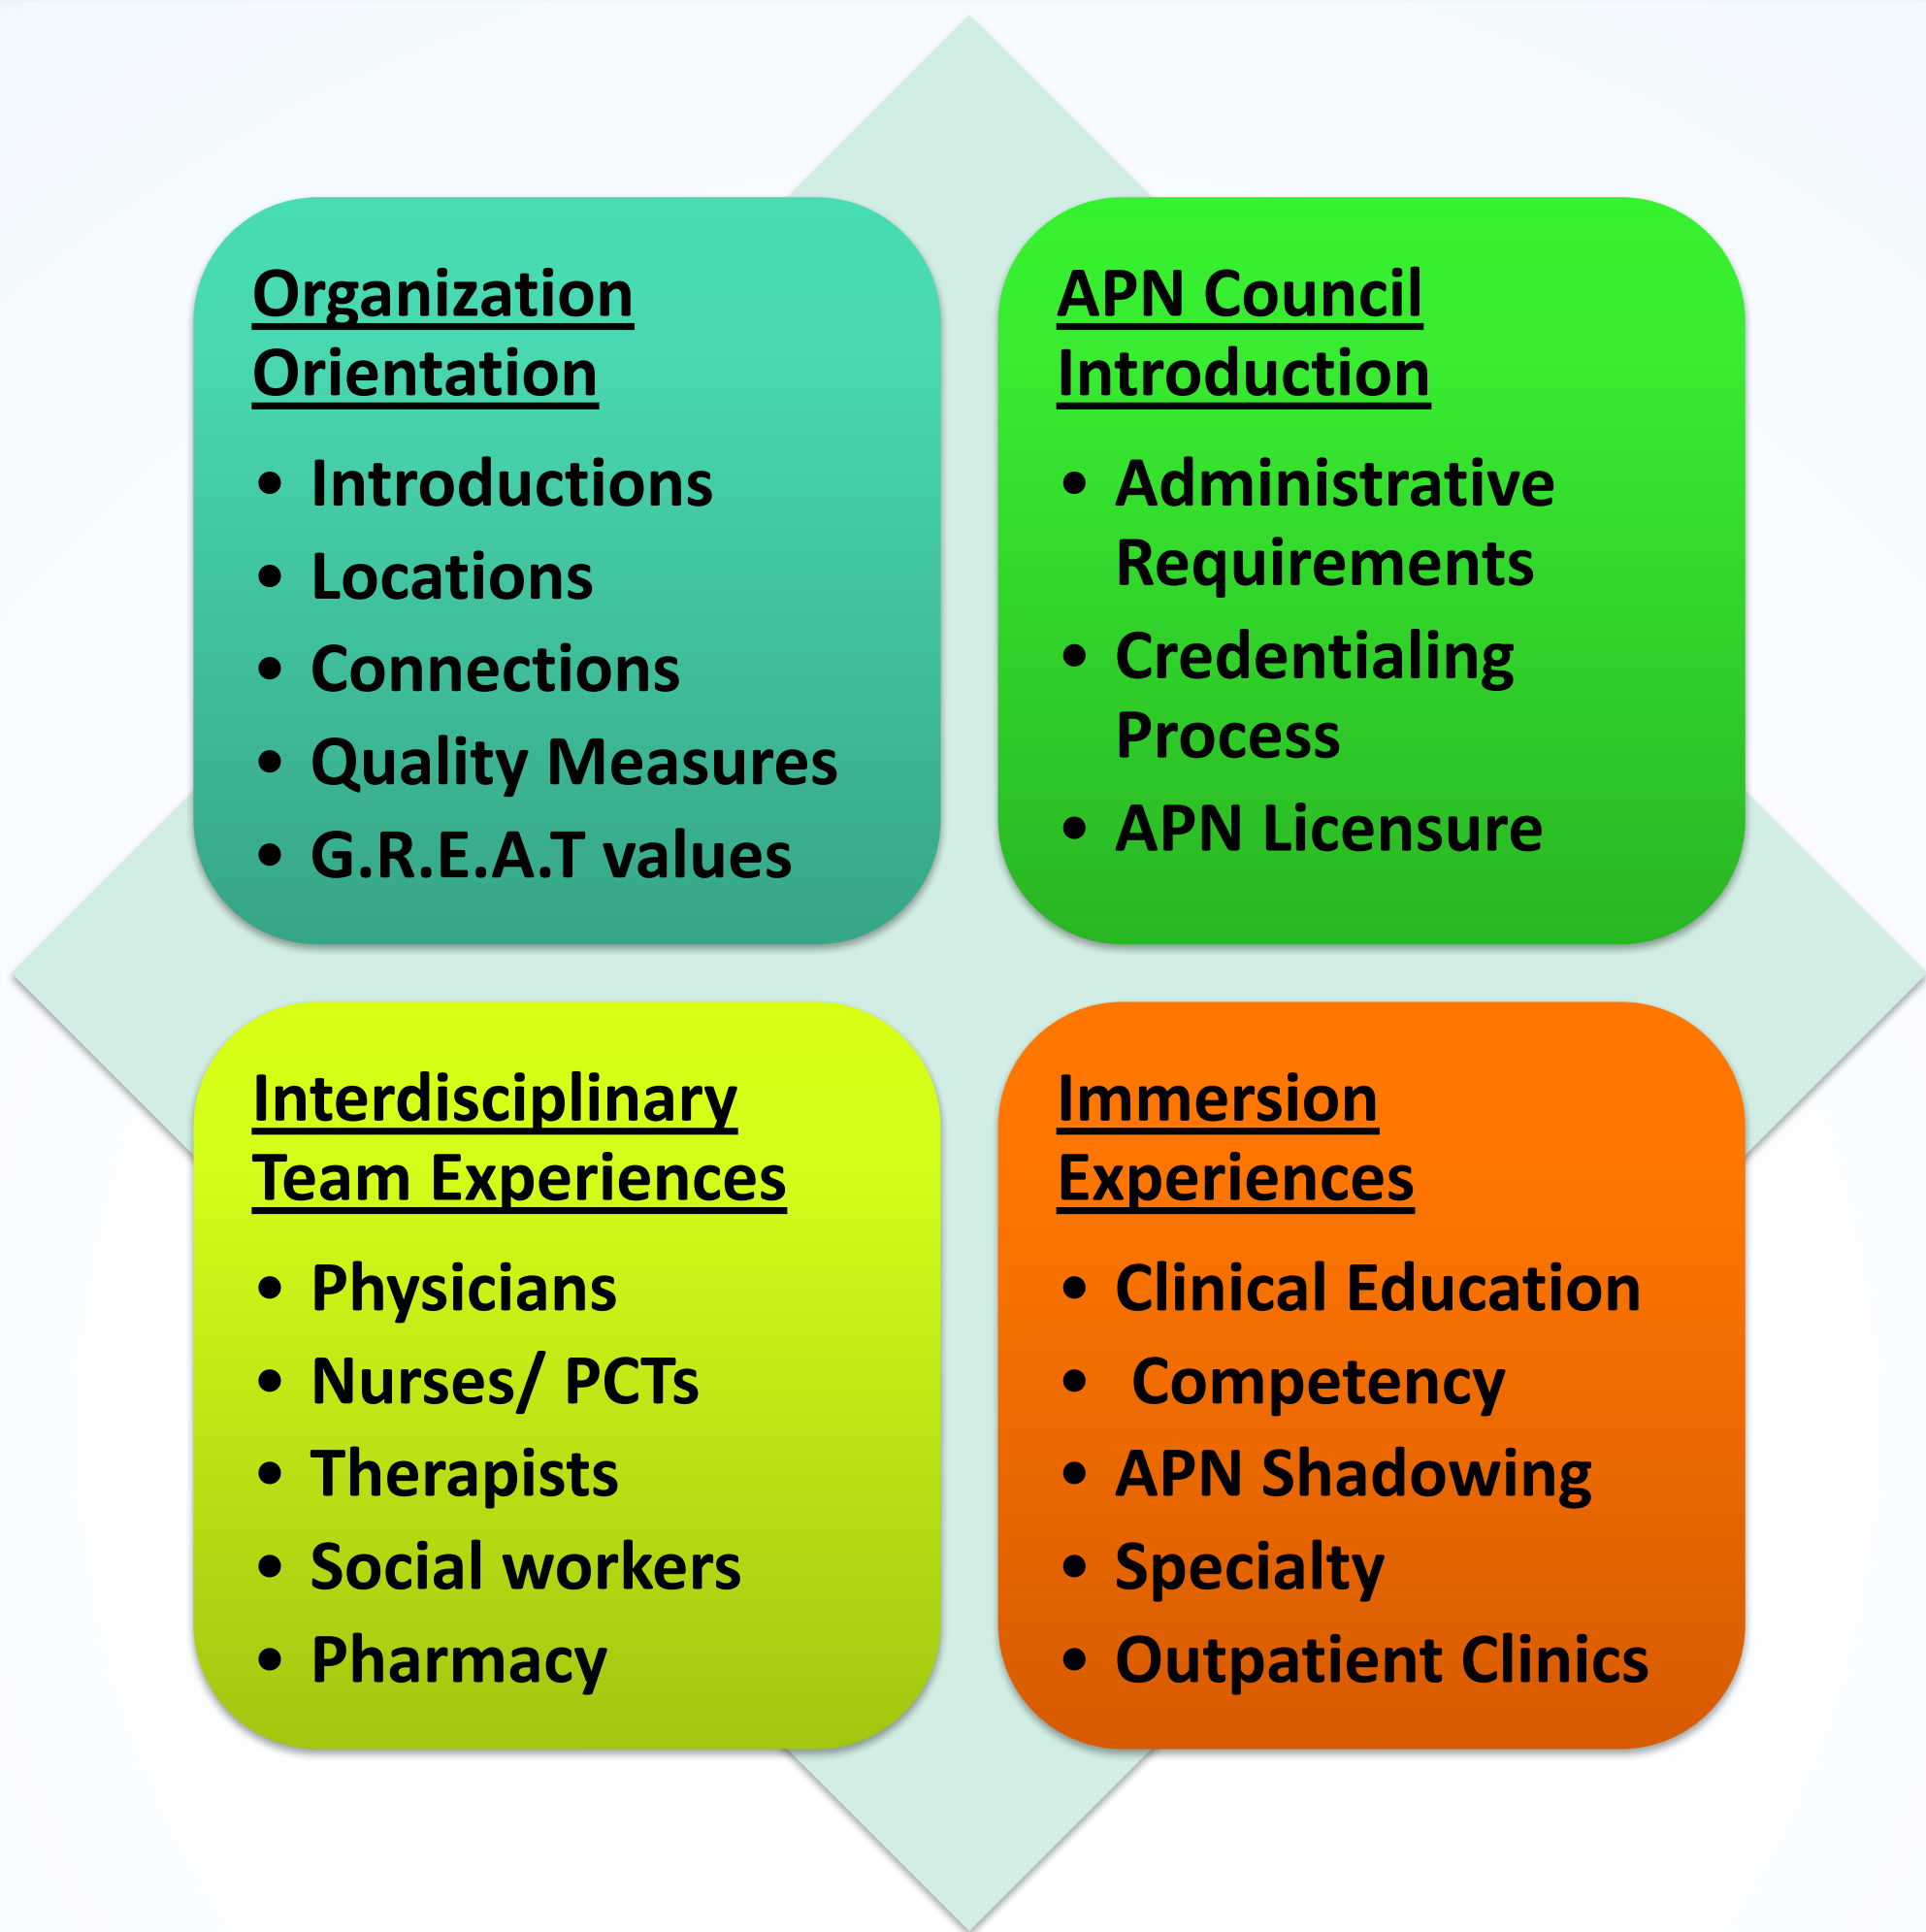 Organization
Orientation
• Introductions
• Locations
• Connections
• Quality Measures
• G.R.E.A.T values
APN Council
Introduction
• Administrative
Requirements
• Credentialing
Process
• APN Licensure
Interdisciplinary
Team Experiences
• Physicians
• Nurses/ PCTs
• Therapists
• Social workers
• Pharmacy
Immersion
Experiences
• Clinical Education
• Competency
• APN Shadowing
• Specialty
• Outpatient Clinics